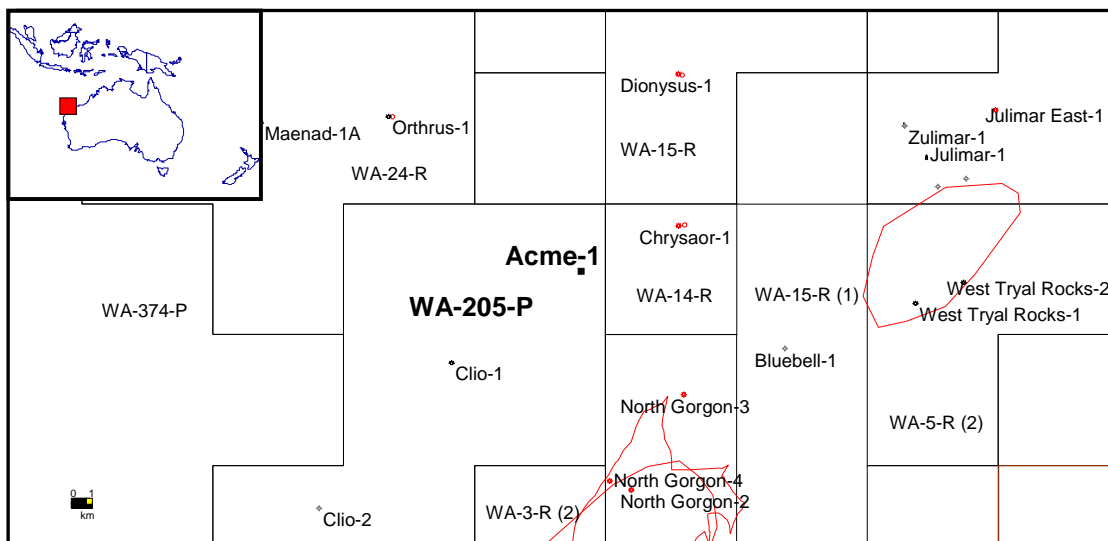 Dionysus-1
Julimar East-1
Maenad-1A
Orthrus-1
Zulimar-1
WA-15-R
Julimar-1
WA-24-R
Chrysaor-1
Acme-1
West Tryal Rocks-2
WA-374-P
WA-205-P
WA-14-R
WA-15-R (1)
West Tryal Rocks-1
Clio-1
Bluebell-1
North Gorgon-3
WA-5-R (2)
North Gorgon-4
0 1
km
Clio-2
WA-3-R (2)
North Gorgon-2